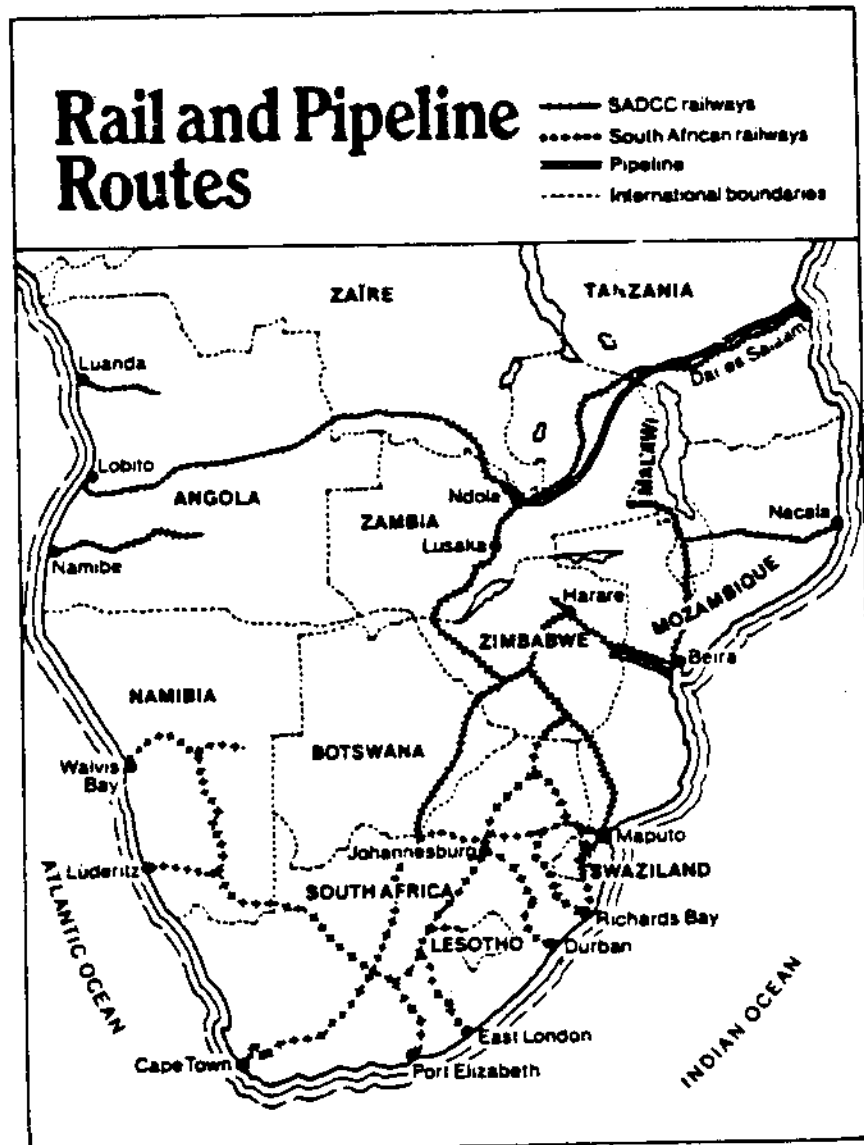 Rail and Pipeline
Routes
SADCC railways
South African railways
Pipeline
International boundaries
ZAÏRE
TANZANIA
Luanda
Dar es Salaam
Lobito
ANGOLA
MALAWI
Ndola
ZAMBIA
Nacala
Lusaka
Namibe
MOZAMBIQUE
Harare
ZIMBABWE
Beira
NAMIBIA
BOTSWANA
Walvis
Bay
Maputo
Johannesburg
Lüderitz
SWAZILAND
SOUTH AFRICA
Richards Bay
LESOTHO
Durban
ATLANTIC OCEAN
INDIAN OCEAN
East London
Cape Town
Port Elizabeth